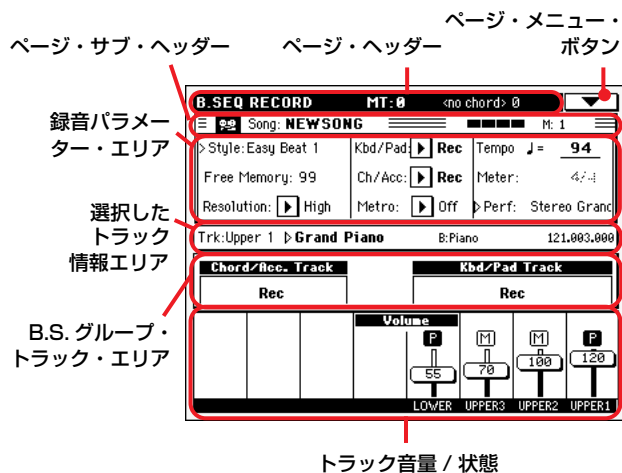 ページ・メニュー・
ボタン
ページ・サブ・ヘッダー
ページ・ヘッダー
B.SEQ RECORD MT:0 <no chord> 0
Song: NEWSONG M: 1
録音パラメー
ター・エリア
Style:Easy Beat 1 Kbd/Pad: Rec Tempo ♩= 94
Free Memory: 99 Ch/Acc: Rec Meter: 4/4
Resolution: High Metro: Off Perf: Stereo Granc
選択した
トラック
情報エリア
Trk:Upper 1 Grand Piano B:Piano 121.003.000
Chord/Acc. Track Kbd/Pad Track
Rec Rec
B.S. グループ・
トラック・エリア
Volume
P M M P
55 70 100 120
LOWER UPPER3 UPPER2 UPPER1
トラック音量 / 状態